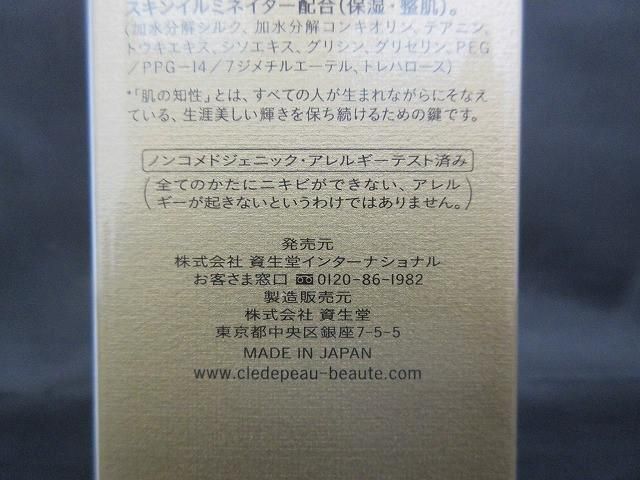 スキンイルミネイター配合(保湿・整肌)。
(加水分解シルク、加水分解コンキオリン、テアニン、
トウキエキス、シソエキス、グリシン、グリセリン、PEG
/PPG-14/7ジメチルエーテル、トレハロース)
*「肌の知性」とは、すべての人が生まれながらにそなえ
ている、生涯美しい輝きを保ち続けるための鍵です。
ノンコメドジェニック・アレルギーテスト済み
(全てのかたにニキビができない、アレル
ギーが起きないというわけではありません。)
発売元
株式会社 資生堂インターナショナル
お客さま窓口 0120-86-1982
製造販売元
株式会社 資生堂
東京都中央区銀座7-5-5
MADE IN JAPAN
www.cledepeau-beaute.com